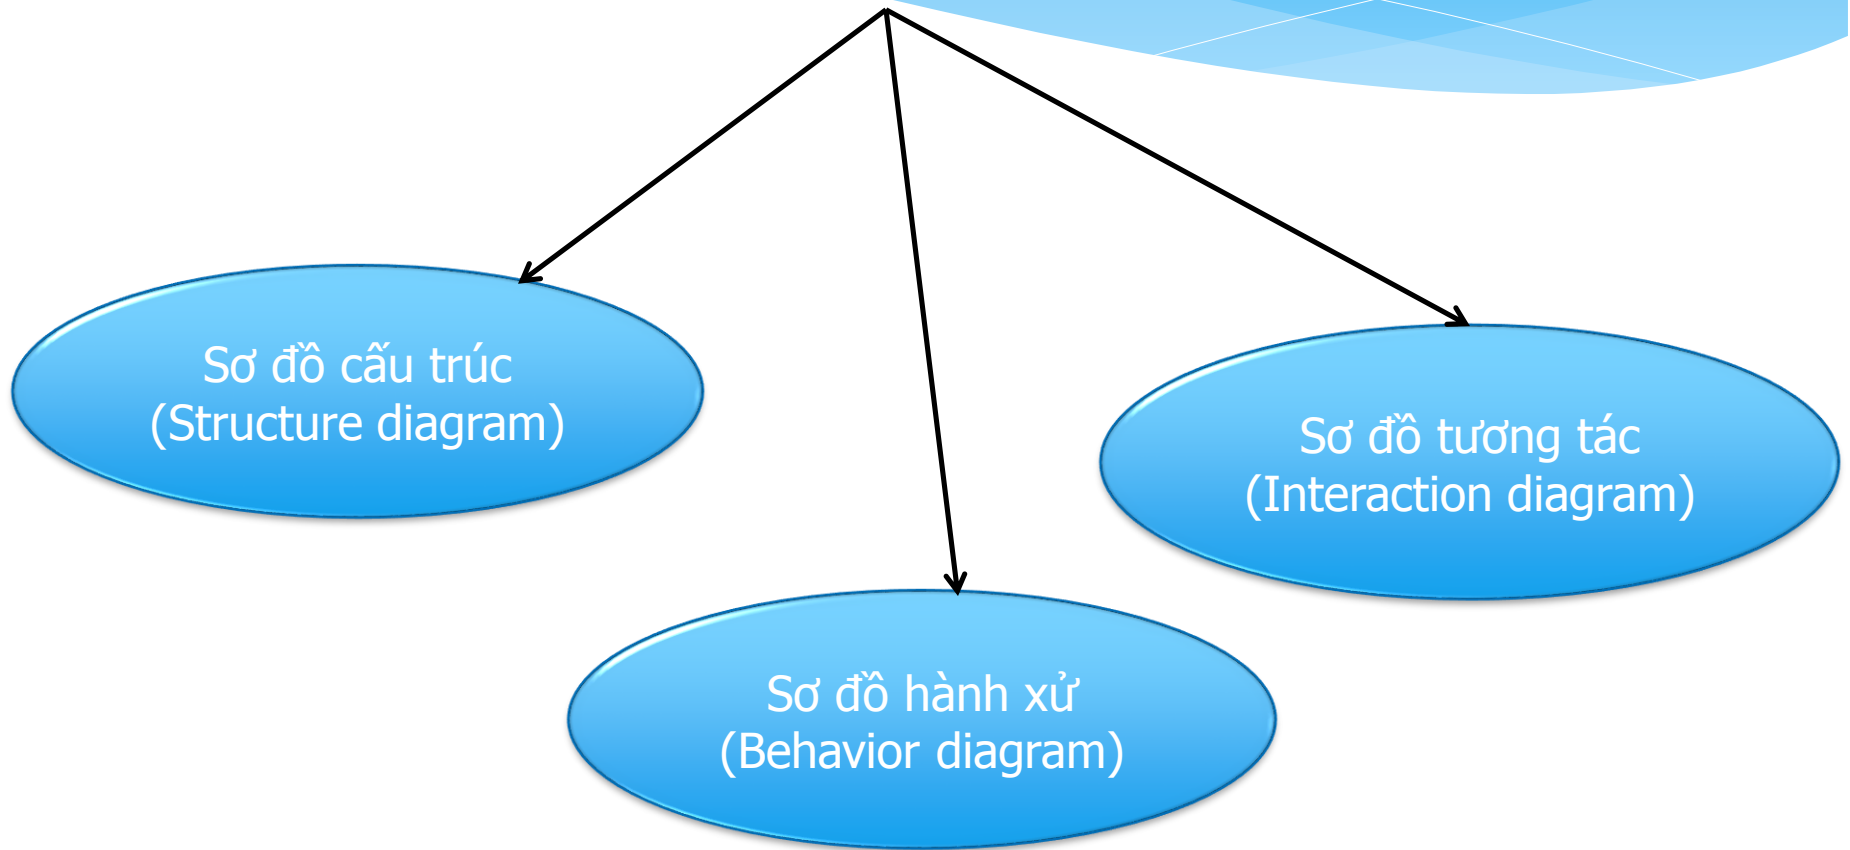 Sơ đồ cấu trúc
(Structure diagram)
Sơ đồ tương tác
(Interaction diagram)
Sơ đồ hành xử
(Behavior diagram)